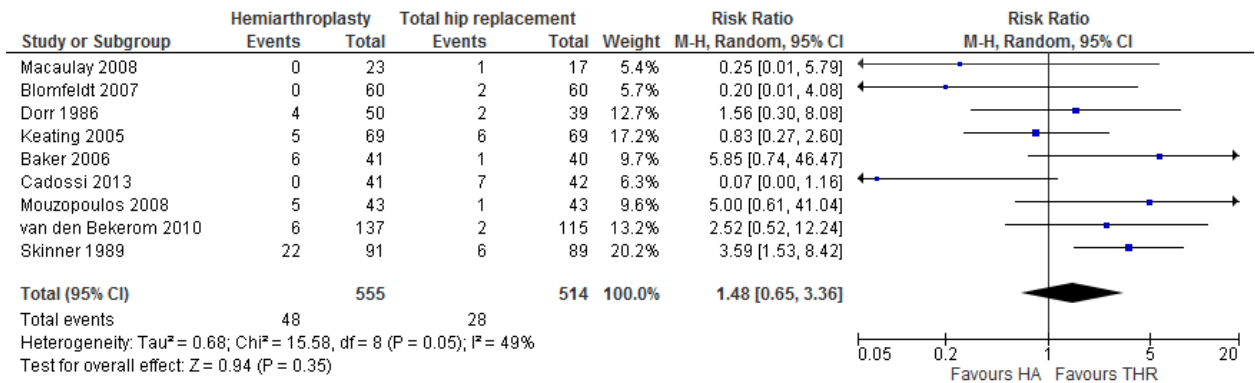 Hemiarthroplasty Total hip replacement Risk Ratio Risk Ratio
Study or Subgroup Events Total Events Total Weight M-H, Random, 95% CI M-H, Random, 95% CI
Macaulay 2008 0 23 1 17 5.4% 0.25 [0.01, 5.79]
Blomfeldt 2007 0 60 2 60 5.7% 0.20 [0.01, 4.08]
Dorr 1986 4 50 2 39 12.7% 1.56 [0.30, 8.08]
Keating 2005 5 69 6 69 17.2% 0.83 [0.27, 2.60]
Baker 2006 6 41 1 40 9.7% 5.85 [0.74, 46.47]
Cadossi 2013 0 41 7 42 6.3% 0.07 [0.00, 1.16]
Mouzopoulos 2008 5 43 1 43 9.6% 5.00 [0.61, 41.04]
van den Bekerom 2010 6 137 2 115 13.2% 2.52 [0.52, 12.24]
Skinner 1989 22 91 6 89 20.2% 3.59 [1.53, 8.42]
Total (95% CI) 555 514 100.0% 1.48 [0.65, 3.36]
Total events 48 28
Heterogeneity: Tau² = 0.68; Chi² = 15.58, df = 8 (P = 0.05); I² = 49%
Test for overall effect: Z = 0.94 (P = 0.35)
0.05 0.2 1 5 20
Favours HA Favours THR